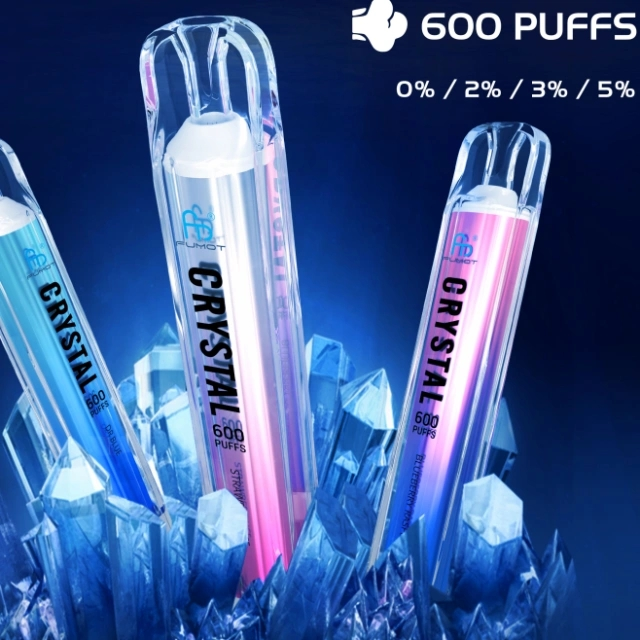 600 PUFFS
0% / 2% / 3% / 5%
FUMOT
CRYSTAL
600
PUFFS
FUMOT
CRYSTAL
600
PUFFS
CRYSTAL
600
PUFFS